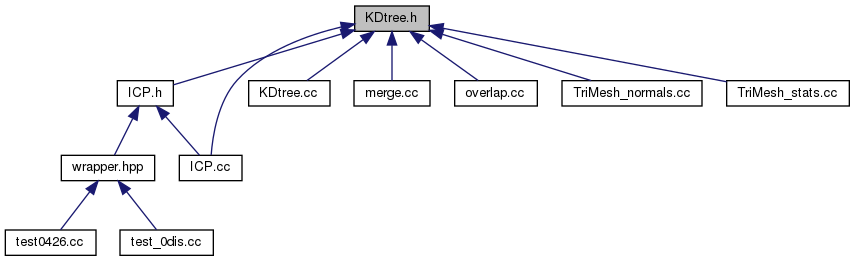 KDtree.h
ICP.h
KDtree.cc
merge.cc
overlap.cc
TriMesh_normals.cc
TriMesh_stats.cc
wrapper.hpp
ICP.cc
test0426.cc
test_0dis.cc